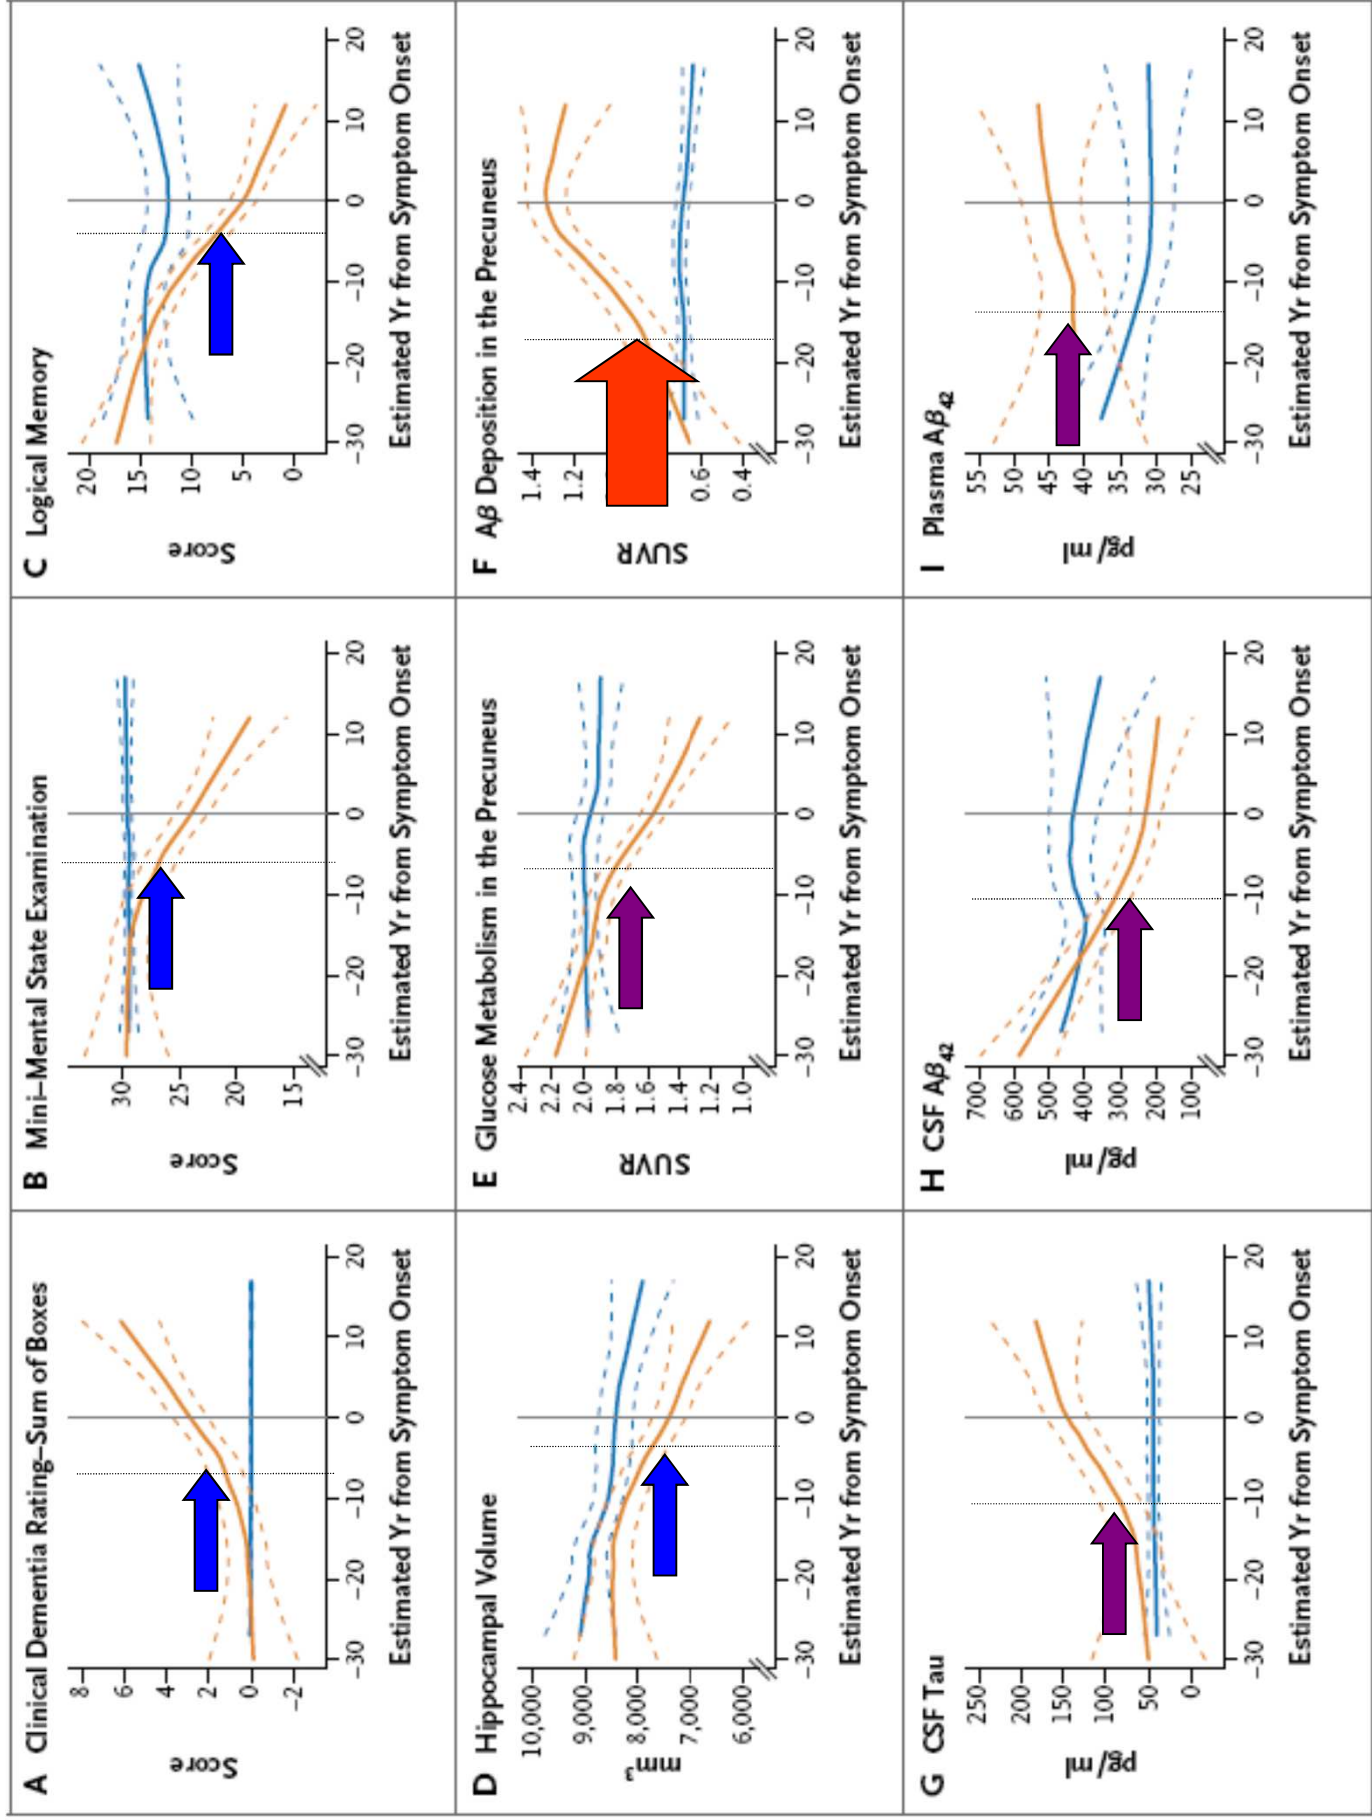 A Clinical Dementia Rating–Sum of Boxes
8
6
4
2
0
−2
Score
−30 −20 −10 0 10 20
Estimated Yr from Symptom Onset
B Mini–Mental State Examination
30
25
20
15
Score
−30 −20 −10 0 10 20
Estimated Yr from Symptom Onset
C Logical Memory
20
15
10
5
0
Score
−30 −20 −10 0 10 20
Estimated Yr from Symptom Onset
D Hippocampal Volume
10,000
9,000
8,000
7,000
6,000
mm³
−30 −20 −10 0 10 20
Estimated Yr from Symptom Onset
E Glucose Metabolism in the Precuneus
2.4
2.2
2.0
1.8
1.6
1.4
1.2
1.0
SUVR
−30 −20 −10 0 10 20
Estimated Yr from Symptom Onset
F Aβ Deposition in the Precuneus
1.4
1.2
0.6
0.4
SUVR
−30 −20 −10 0 10 20
Estimated Yr from Symptom Onset
G CSF Tau
250
200
150
100
50
0
pg/ml
−30 −20 −10 0 10 20
Estimated Yr from Symptom Onset
H CSF Aβ42
700
600
500
400
300
200
100
pg/ml
−30 −20 −10 0 10 20
Estimated Yr from Symptom Onset
I Plasma Aβ42
55
50
45
40
35
30
25
pg/ml
−30 −20 −10 0 10 20
Estimated Yr from Symptom Onset